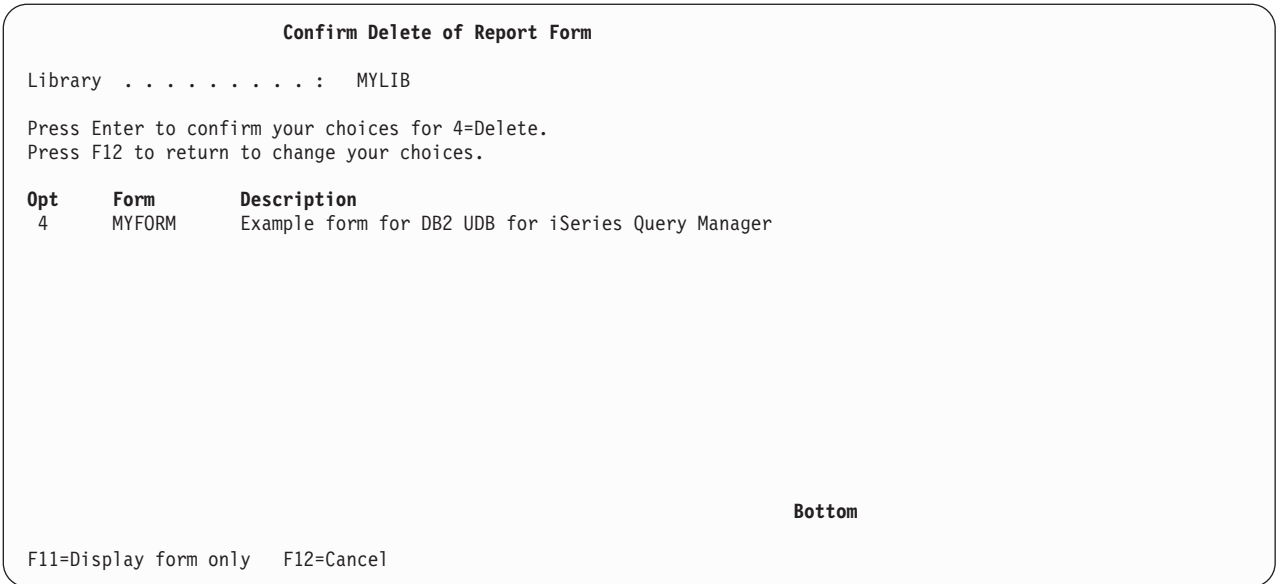 Confirm Delete of Report Form
Library . . . . . . . . . : MYLIB
Press Enter to confirm your choices for 4=Delete.
Press F12 to return to change your choices.
Opt Form Description
4 MYFORM Example form for DB2 UDB for iSeries Query Manager
Bottom
F11=Display form only F12=Cancel